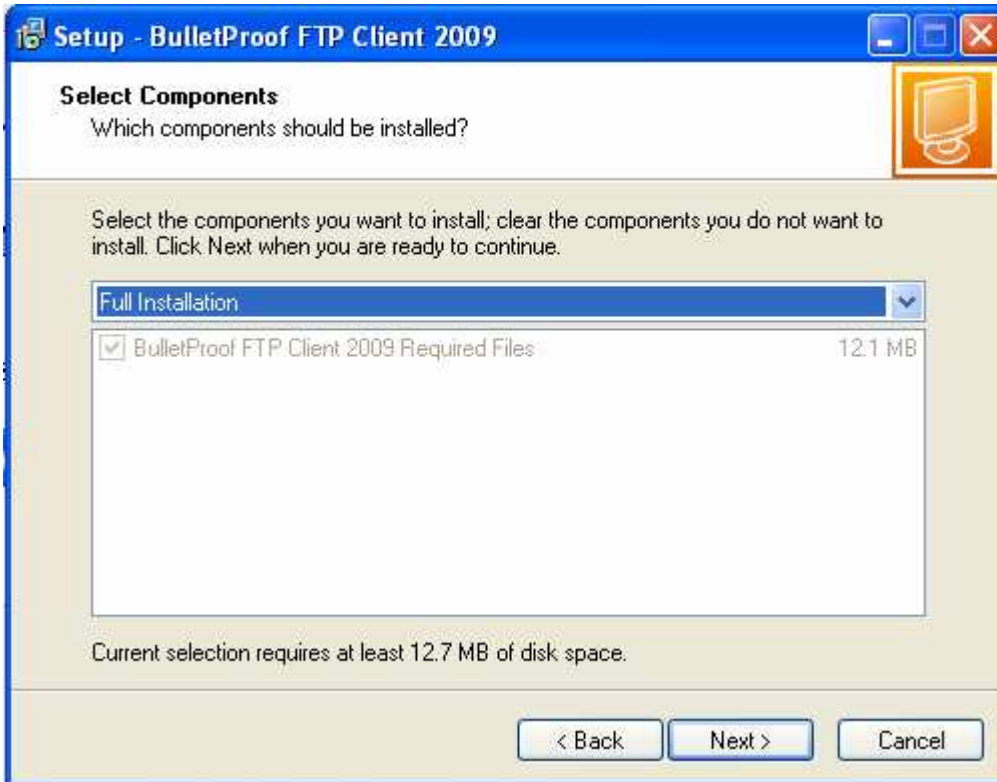 Setup - BulletProof FTP Client 2009
Select Components
Which components should be installed?
Select the components you want to install; clear the components you do not want to
install. Click Next when you are ready to continue.
Full Installation
BulletProof FTP Client 2009 Required Files 12.1 MB
Current selection requires at least 12.7 MB of disk space.
< Back Next > Cancel